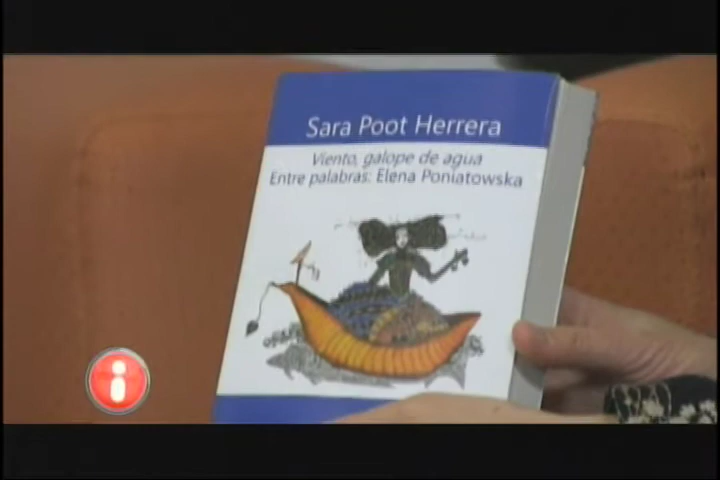 Sara Poot Herrera
Viento, galope de agua
Entre palabras: Elena Poniatowska
i